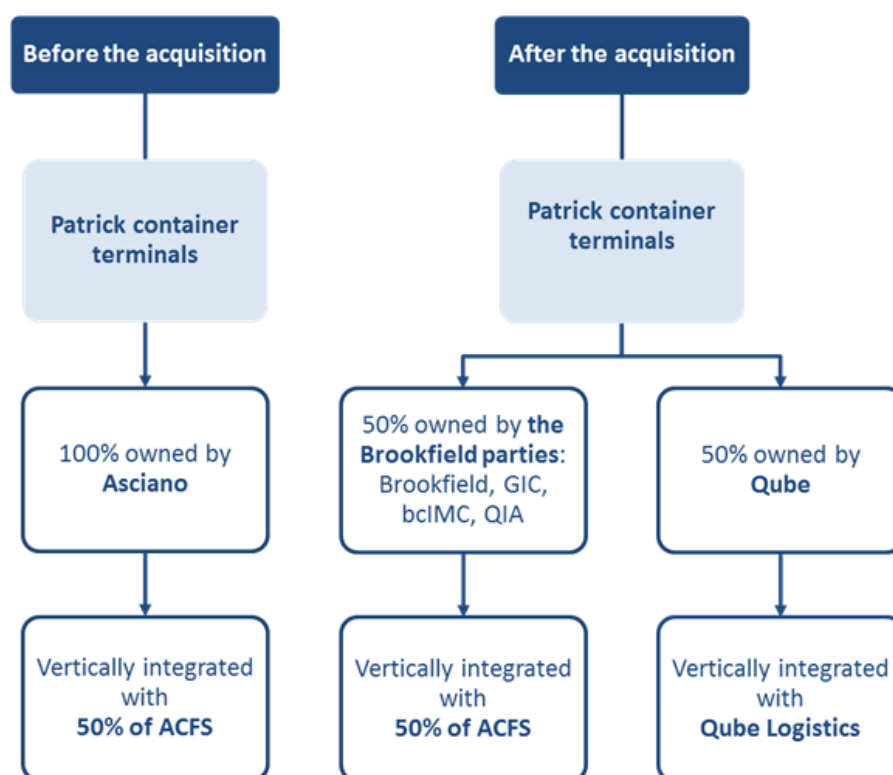 Before the acquisition
Patrick container
terminals
100% owned by
Asciano
Vertically integrated
with
50% of ACFS
After the acquisition
Patrick container
terminals
50% owned by the
Brookfield parties:
Brookfield, GIC,
bcIMC, QIA
Vertically integrated
with
50% of ACFS
50% owned by
Qube
Vertically integrated
with
Qube Logistics